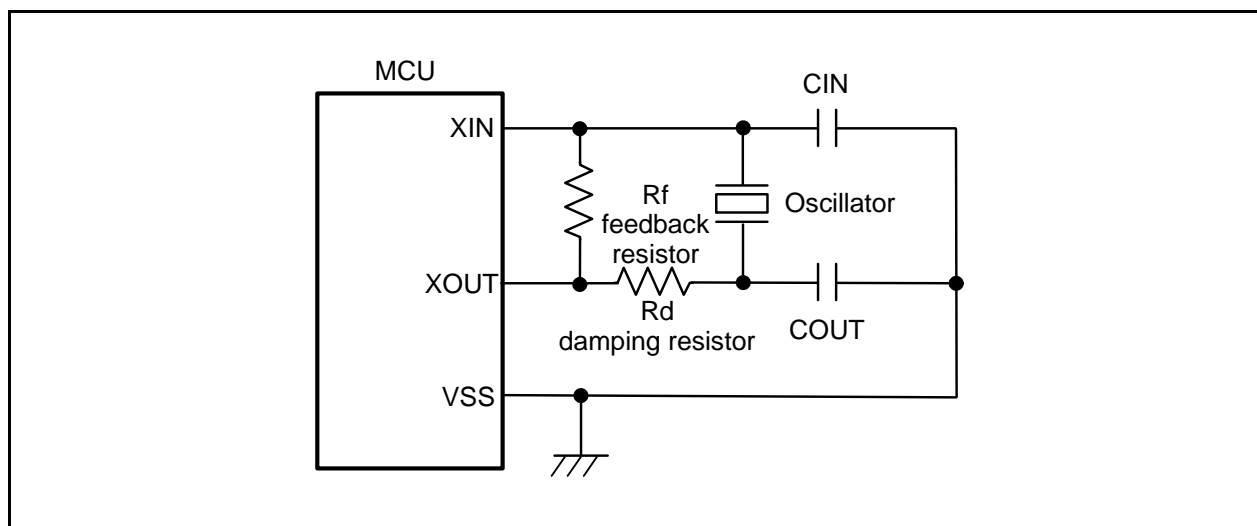 MCU
CIN
XIN
Rf
feedback
resistor
Oscillator
XOUT
Rd
damping resistor
COUT
VSS